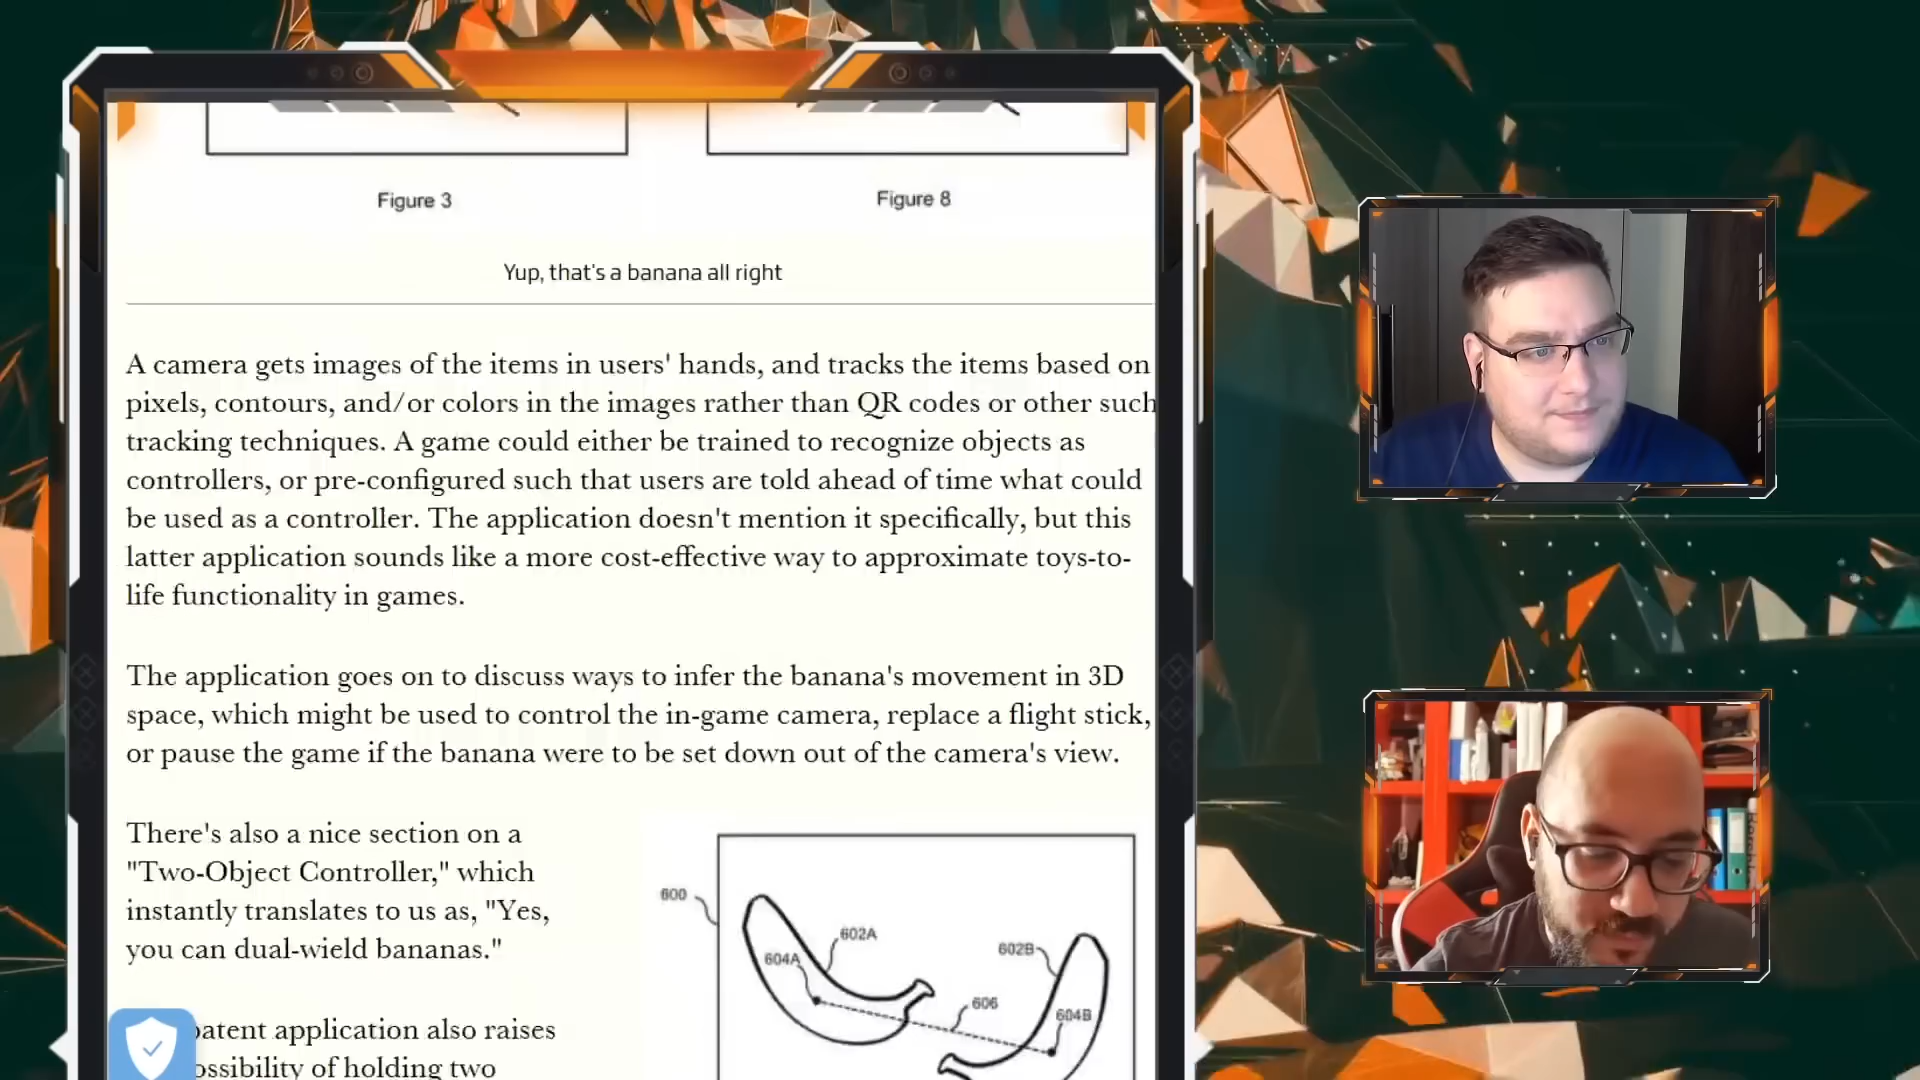 Figure 3
Figure 8
Yup, that's a banana all right
A camera gets images of the items in users' hands, and tracks the items based on
pixels, contours, and/or colors in the images rather than QR codes or other such
tracking techniques. A game could either be trained to recognize objects as
controllers, or pre-configured such that users are told ahead of time what could
be used as a controller. The application doesn't mention it specifically, but this
latter application sounds like a more cost-effective way to approximate toys-to-
life functionality in games.
The application goes on to discuss ways to infer the banana's movement in 3D
space, which might be used to control the in-game camera, replace a flight stick,
or pause the game if the banana were to be set down out of the camera's view.
There's also a nice section on a
"Two-Object Controller," which
instantly translates to us as, "Yes,
you can dual-wield bananas."
patent application also raises
of holding two
600
602A
604A
602B
606
604B